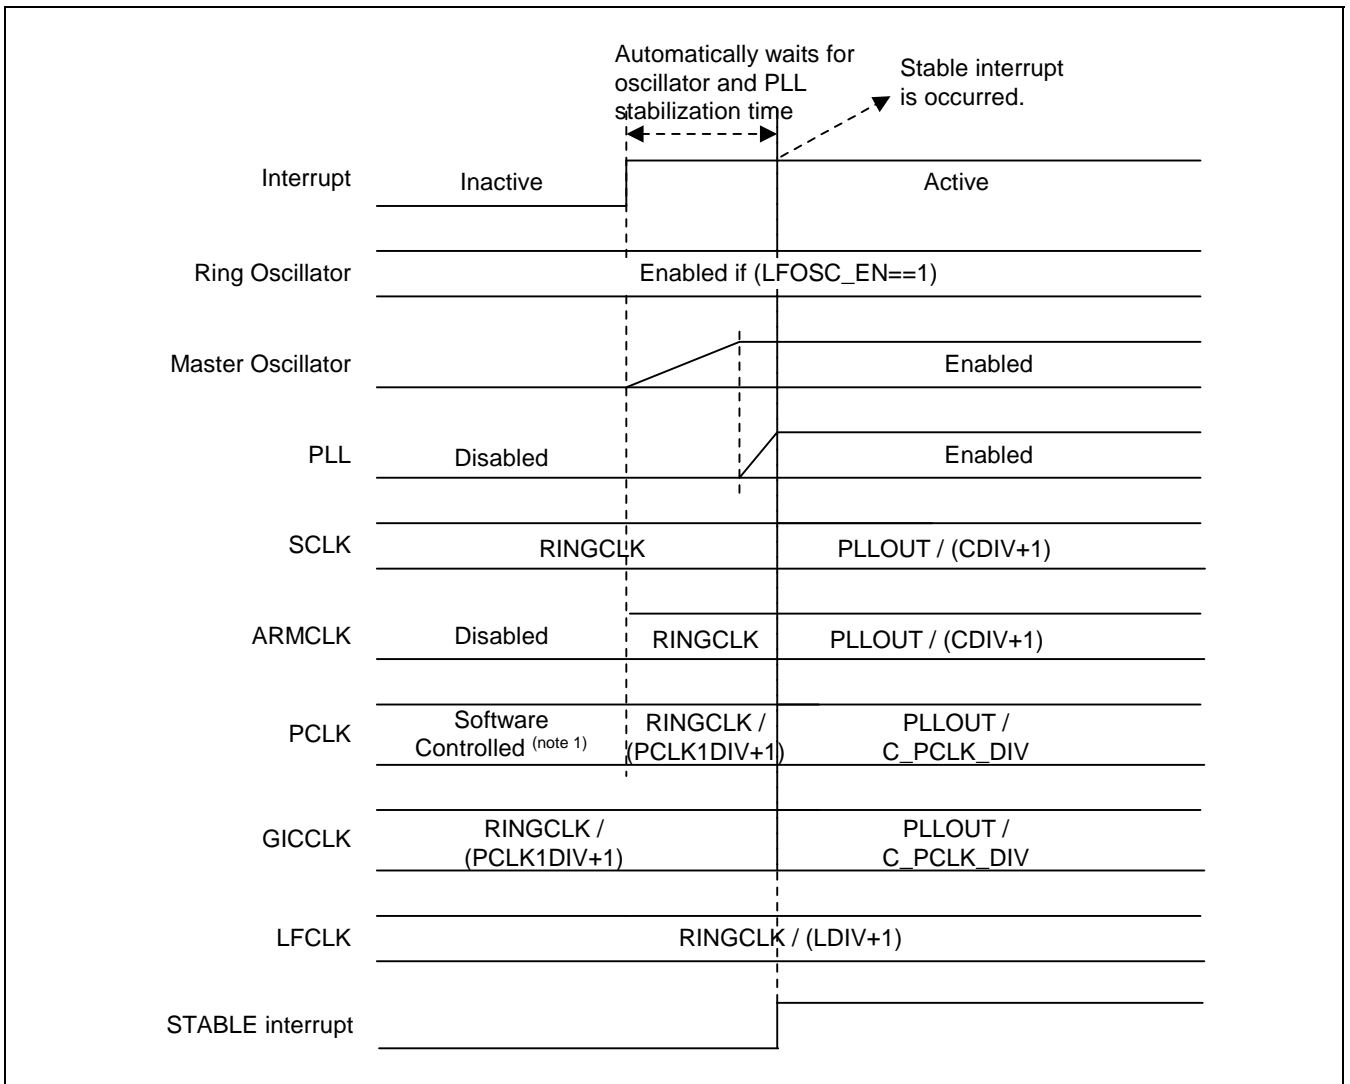 Automatically waits for
oscillator and PLL
stabilization time
Stable interrupt
is occurred.
Interrupt
Inactive
Active
Ring Oscillator
Enabled if (LFOSC_EN==1)
Master Oscillator
Enabled
PLL
Disabled
Enabled
SCLK
RINGCLK
PLLOUT / (CDIV+1)
ARMCLK
Disabled
RINGCLK
PLLOUT / (CDIV+1)
PCLK
Software
Controlled (note 1)
RINGCLK /
(PCLK1DIV+1)
PLLOUT /
C_PCLK_DIV
GICCLK
RINGCLK /
(PCLK1DIV+1)
PLLOUT /
C_PCLK_DIV
LFCLK
RINGCLK / (LDIV+1)
STABLE interrupt